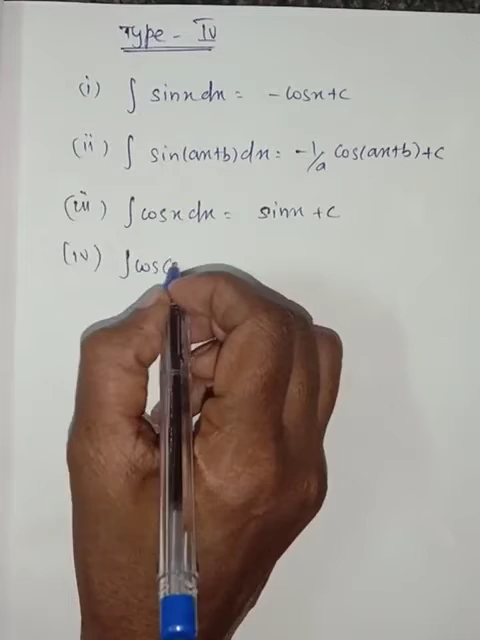 Type - IV
(i) ∫ sinx dx = -cosx + c
(ii) ∫ sin(ax+b) dx = -1/a cos(ax+b) + c
(iii) ∫ cosx dx = sinx + c
(iv) ∫ cos(